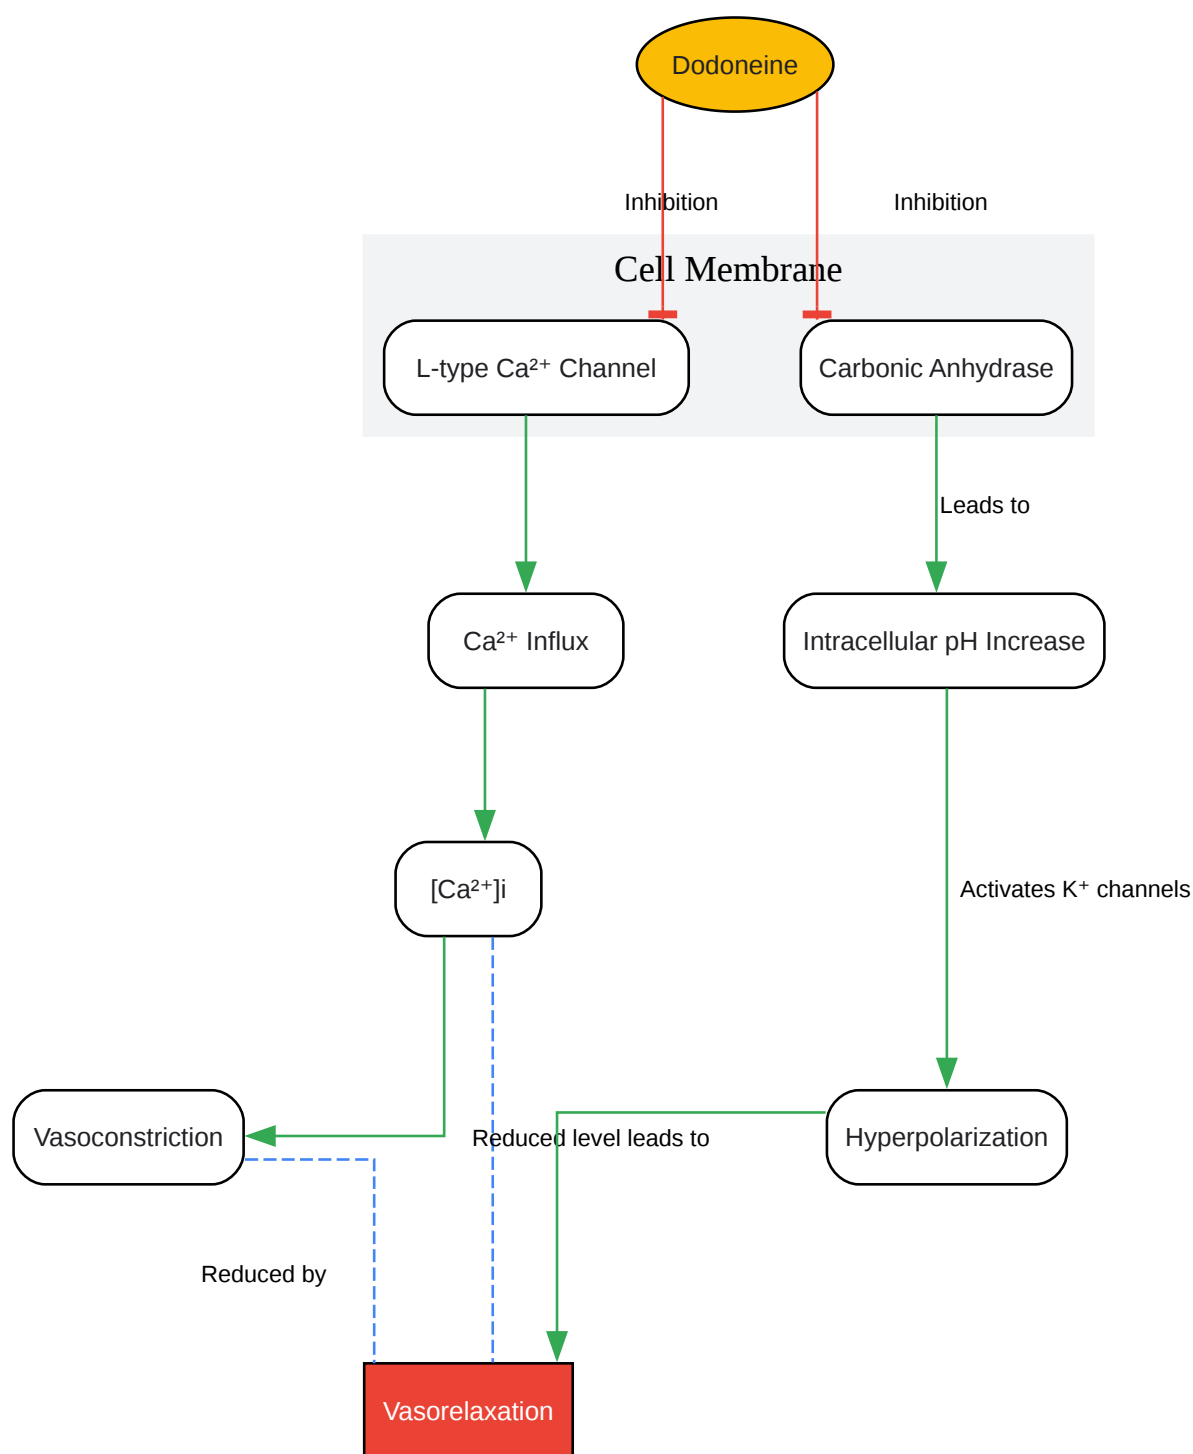 Dodoneine
Inhibition
Inhibition
Cell Membrane
L-type Ca²⁺ Channel
Carbonic Anhydrase
Leads to
Ca²⁺ Influx
Intracellular pH Increase
[Ca²⁺]i
Activates K⁺ channels
Vasoconstriction
Reduced level leads to
Hyperpolarization
Reduced by
Vasorelaxation